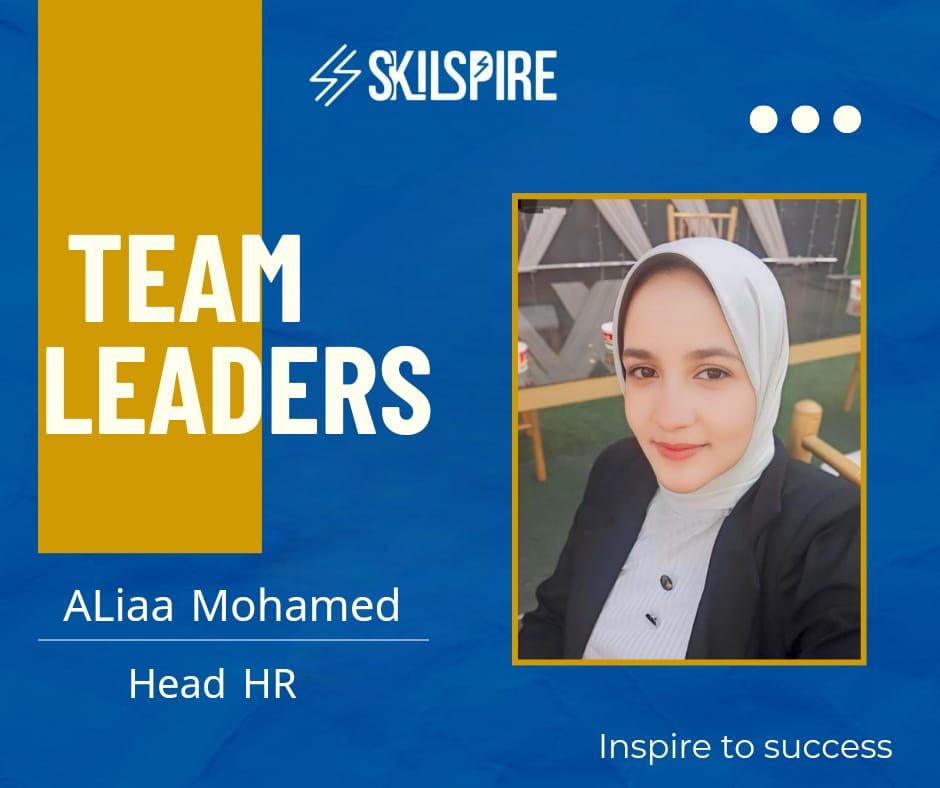 SKILSPIRE
TEAM
LEADERS
ALiaa Mohamed
Head HR
Inspire to success